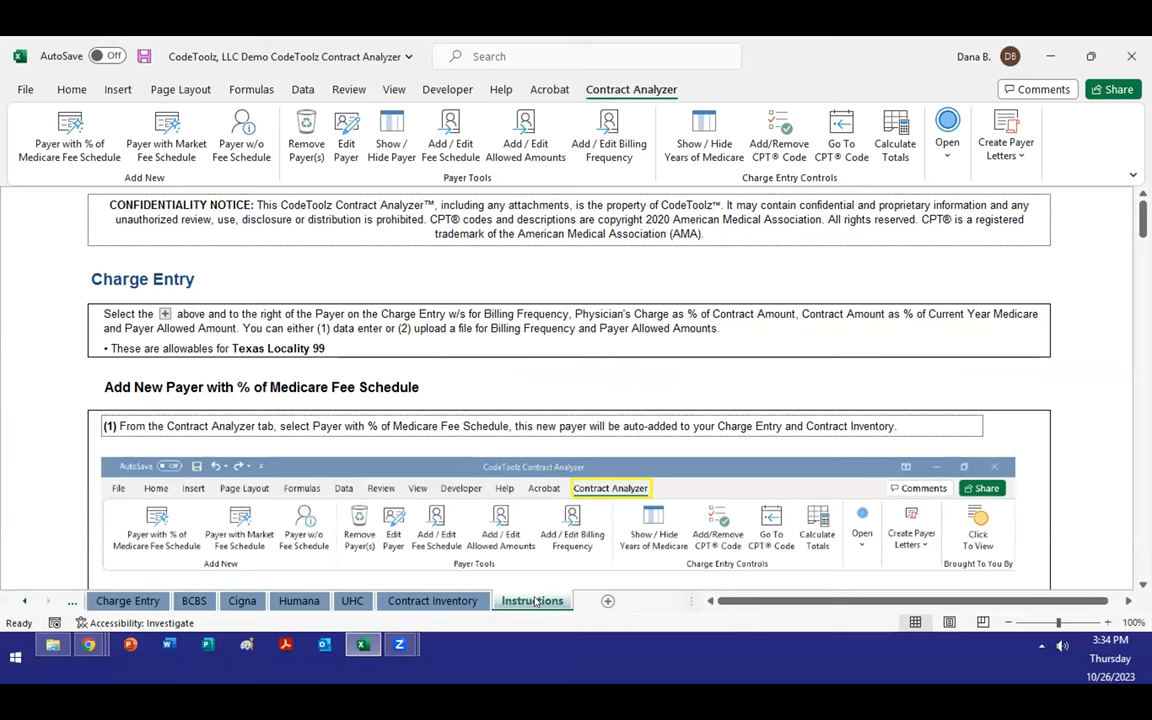 AutoSave Off CodeToolz, LLC Demo CodeToolz Contract Analyzer Search Dana B. DB
File Home Insert Page Layout Formulas Data Review View Developer Help Acrobat Contract Analyzer Comments Share
Payer with % of Medicare Fee Schedule
Payer with Market Fee Schedule
Payer w/o Fee Schedule
Remove Payer(s)
Edit Payer
Show / Hide Payer
Add / Edit Fee Schedule
Add / Edit Allowed Amounts
Add / Edit Billing Frequency
Show / Hide Years of Medicare
Add/Remove CPT® Code
Go To CPT® Code
Calculate Totals
Open
Create Payer Letters
Add New Payer Tools Charge Entry Controls
CONFIDENTIALITY NOTICE: This CodeToolz Contract Analyzer™, including any attachments, is the property of CodeToolz™. It may contain confidential and proprietary information and any
unauthorized review, use, disclosure or distribution is prohibited. CPT® codes and descriptions are copyright 2020 American Medical Association. All rights reserved. CPT® is a registered
trademark of the American Medical Association (AMA).
Charge Entry
Select the + above and to the right of the Payer on the Charge Entry w/s for Billing Frequency, Physician's Charge as % of Contract Amount, Contract Amount as % of Current Year Medicare
and Payer Allowed Amount. You can either (1) data enter or (2) upload a file for Billing Frequency and Payer Allowed Amounts.
• These are allowables for Texas Locality 99
Add New Payer with % of Medicare Fee Schedule
(1) From the Contract Analyzer tab, select Payer with % of Medicare Fee Schedule, this new payer will be auto-added to your Charge Entry and Contract Inventory.
AutoSave Off CodeToolz Contract Analyzer
File Home Insert Page Layout Formulas Data Review View Developer Help Acrobat Contract Analyzer Comments Share
Payer with % of Medicare Fee Schedule
Payer with Market Fee Schedule
Payer w/o Fee Schedule
Remove Payer(s)
Edit Payer
Show / Hide Payer
Add / Edit Fee Schedule
Add / Edit Allowed Amounts
Add / Edit Billing Frequency
Show / Hide Years of Medicare
Add/Remove CPT® Code
Go To CPT® Code
Calculate Totals
Open
Create Payer Letters
Click To View
Add New Payer Tools Charge Entry Controls Brought To You By
... Charge Entry BCBS Cigna Humana UHC Contract Inventory Instructions
Ready Accessibility: Investigate 100%
3:34 PM
Thursday
10/26/2023